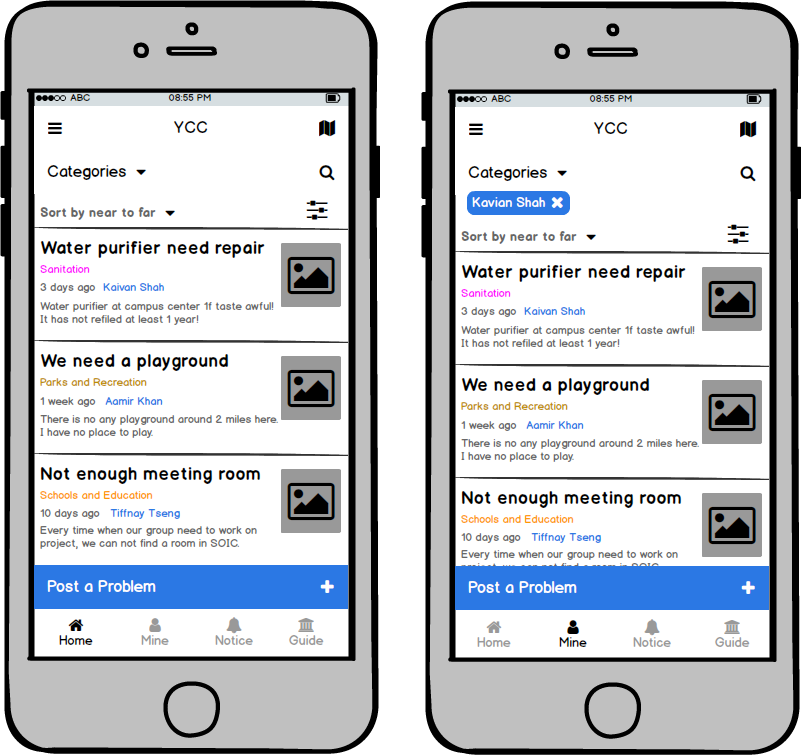 ABC 08:55 PM
YCC
Categories
Sort by near to far
Water purifier need repair
Sanitation
3 days ago Kaivan Shah
Water purifier at campus center 1f taste awful!
It has not refiled at least 1 year!
We need a playground
Parks and Recreation
1 week ago Aamir Khan
There is no any playground around 2 miles here.
I have no place to play.
Not enough meeting room
Schools and Education
10 days ago Tiffnay Tseng
Every time when our group need to work on
project, we can not find a room in SOIC.
Post a Problem +
Home Mine Notice Guide
ABC 08:55 PM
YCC
Categories
Kavian Shah
Sort by near to far
Water purifier need repair
Sanitation
3 days ago Kaivan Shah
Water purifier at campus center 1f taste awful!
It has not refiled at least 1 year!
We need a playground
Parks and Recreation
1 week ago Aamir Khan
There is no any playground around 2 miles here.
I have no place to play.
Not enough meeting room
Schools and Education
10 days ago Tiffnay Tseng
Every time when our group need to work on
project, we can not find a room in SOIC.
Post a Problem +
Home Mine Notice Guide